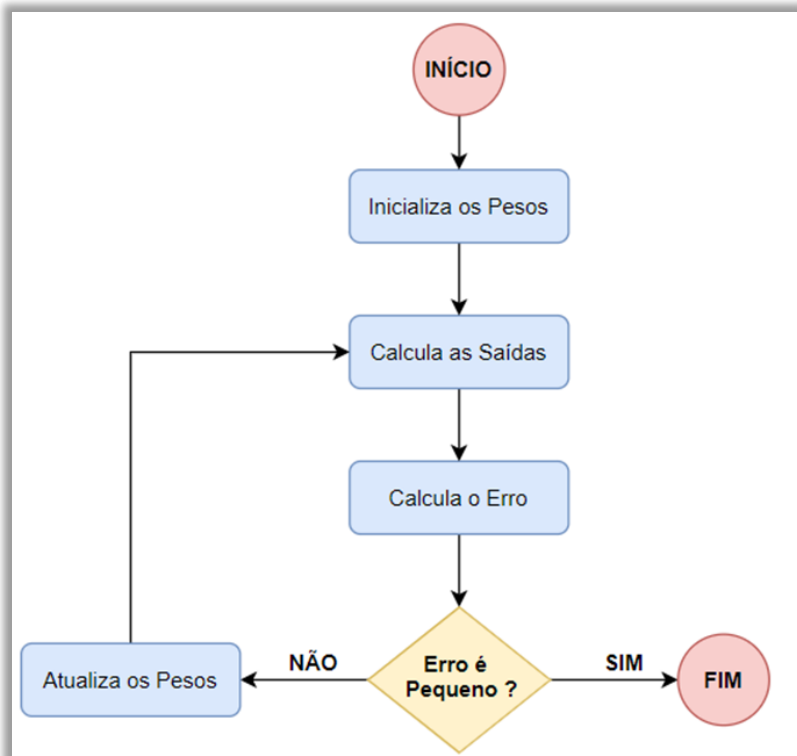 INÍCIO
Inicializa os Pesos
Calcula as Saídas
Calcula o Erro
Erro é
Pequeno ?
NÃO
SIM
Atualiza os Pesos
FIM